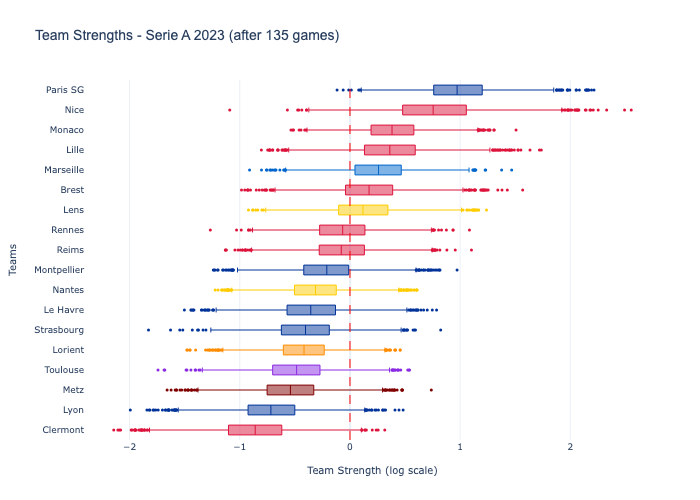 Team Strengths - Serie A 2023 (after 135 games)
Paris SG
Nice
Monaco
Lille
Marseille
Brest
Lens
Rennes
Reims
Montpellier
Nantes
Le Havre
Strasbourg
Lorient
Toulouse
Metz
Lyon
Clermont
Teams
−2 −1 0 1 2
Team Strength (log scale)